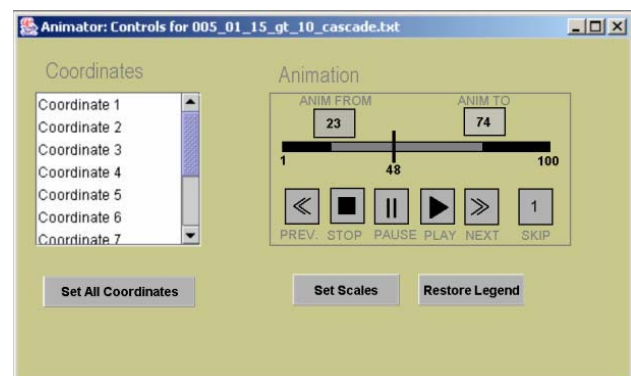 Animator: Controls for 005_01_15_gt_10_cascade.txt
Coordinates
Coordinate 1
Coordinate 2
Coordinate 3
Coordinate 4
Coordinate 5
Coordinate 6
Coordinate 7
Set All Coordinates
Animation
ANIM FROM ANIM TO
23 74
1 100
48
1
PREV. STOP PAUSE PLAY NEXT SKIP
Set Scales Restore Legend